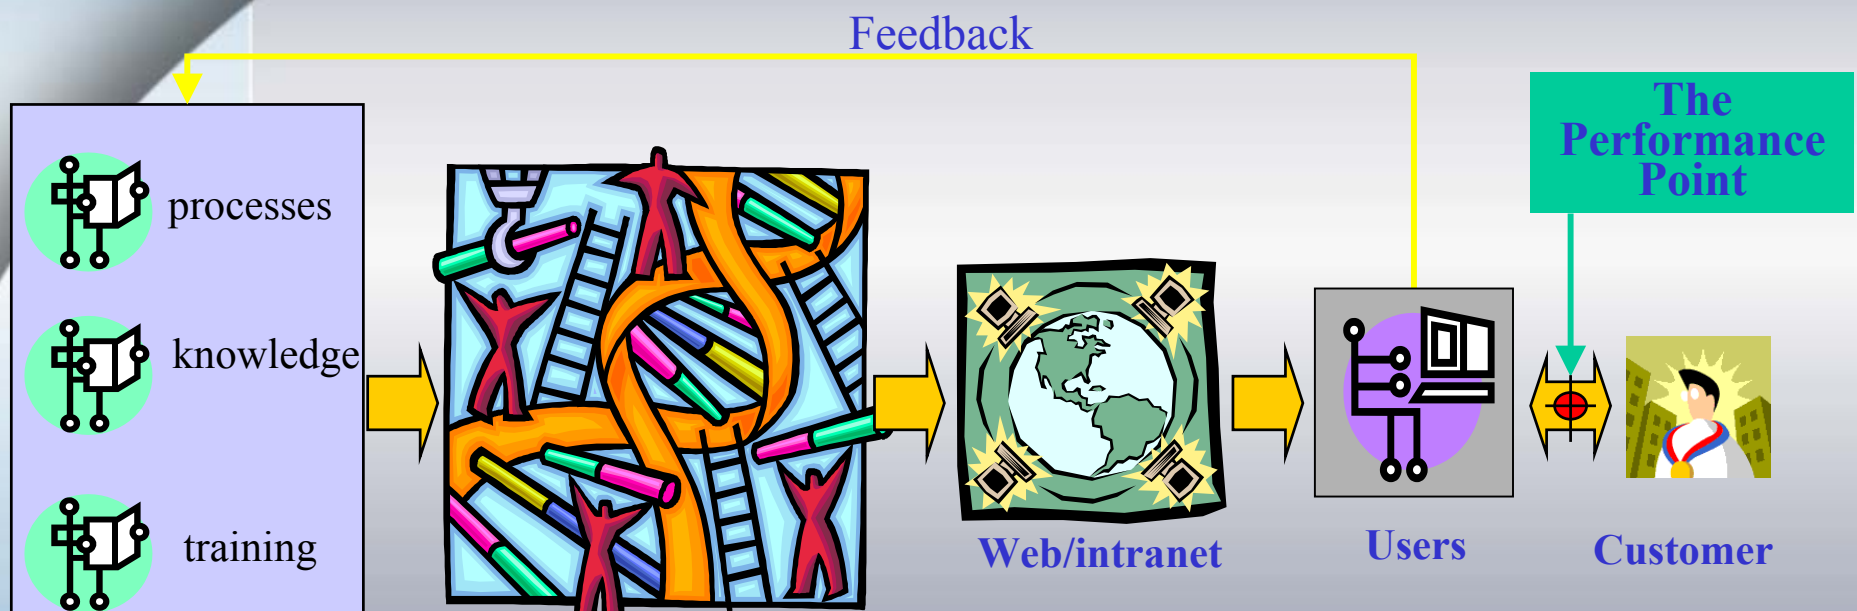 Feedback
The
Performance
Point
processes
knowledge
training
Web/intranet
Users
Customer